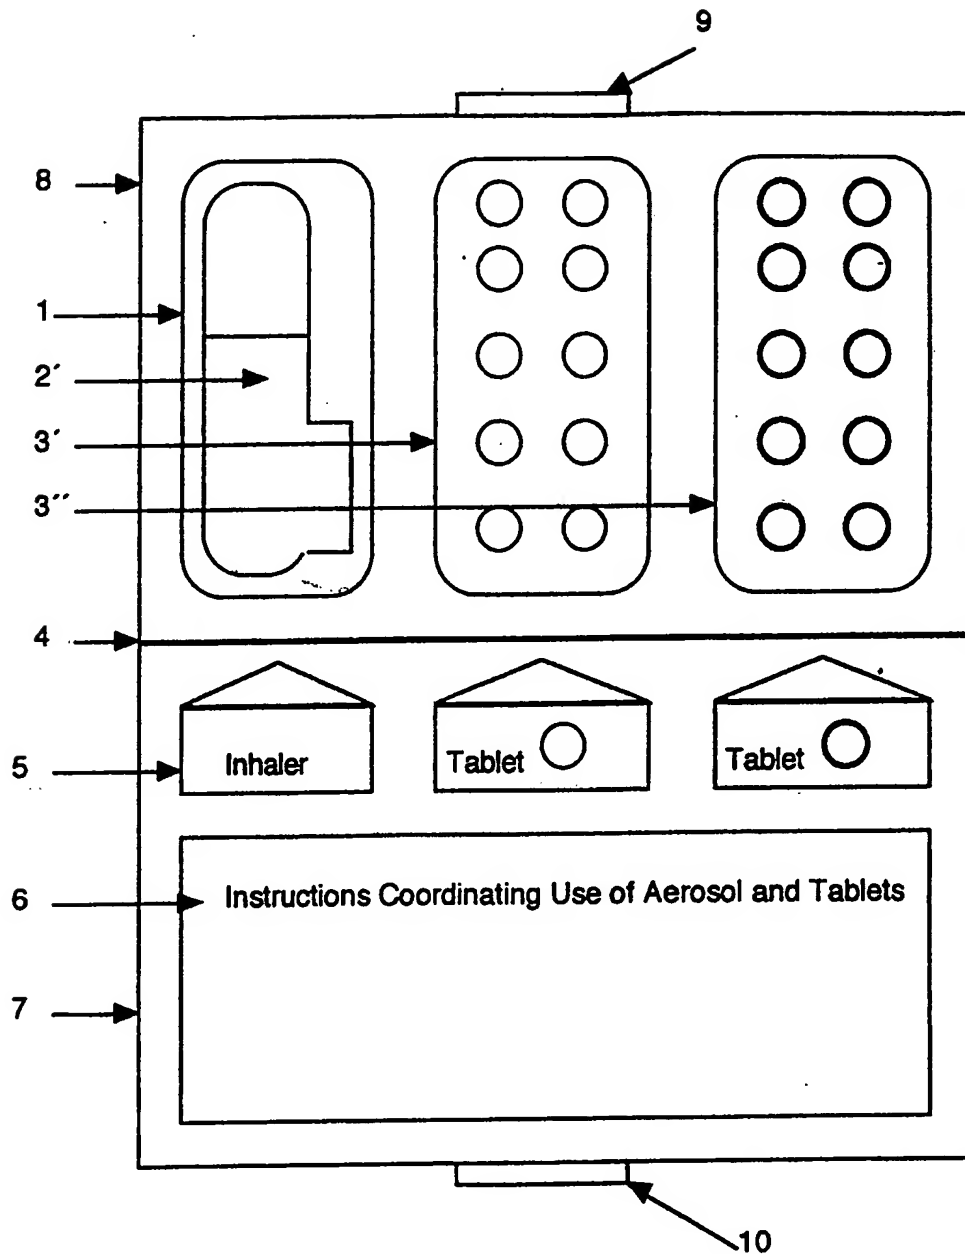 9
8
1
2′
3′
3′′
4
Inhaler
Tablet
Tablet
5
6
Instructions Coordinating Use of Aerosol and Tablets
7
10